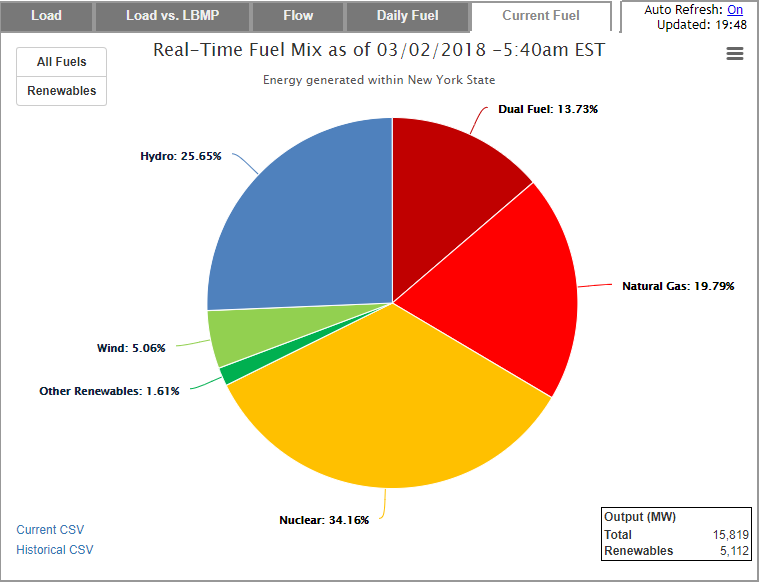 Load
Load vs. LBMP
Flow
Daily Fuel
Current Fuel
Auto Refresh: On
Updated: 19:48
Real-Time Fuel Mix as of 03/02/2018 -5:40am EST
Energy generated within New York State
All Fuels
Renewables
Dual Fuel: 13.73%
Hydro: 25.65%
Natural Gas: 19.79%
Wind: 5.06%
Other Renewables: 1.61%
Nuclear: 34.16%
Current CSV
Historical CSV
Output (MW)
Total 15,819
Renewables 5,112